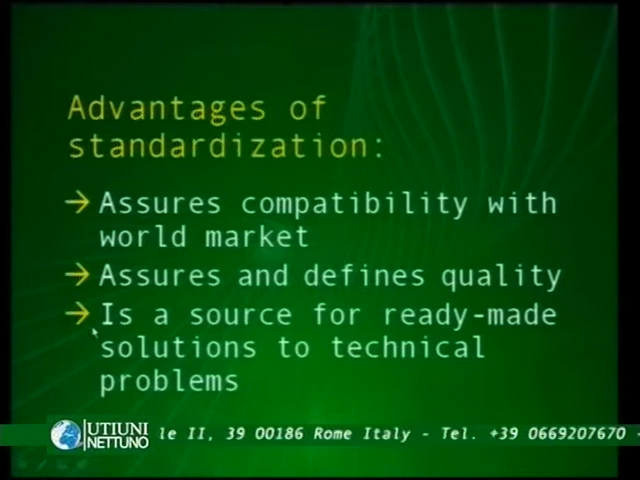 Advantages of
standardization:
→ Assures compatibility with
world market
→ Assures and defines quality
→ Is a source for ready-made
solutions to technical
problems
UTIUNI
NETTUNO
le II, 39 00186 Rome Italy - Tel. +39 0669207670 -